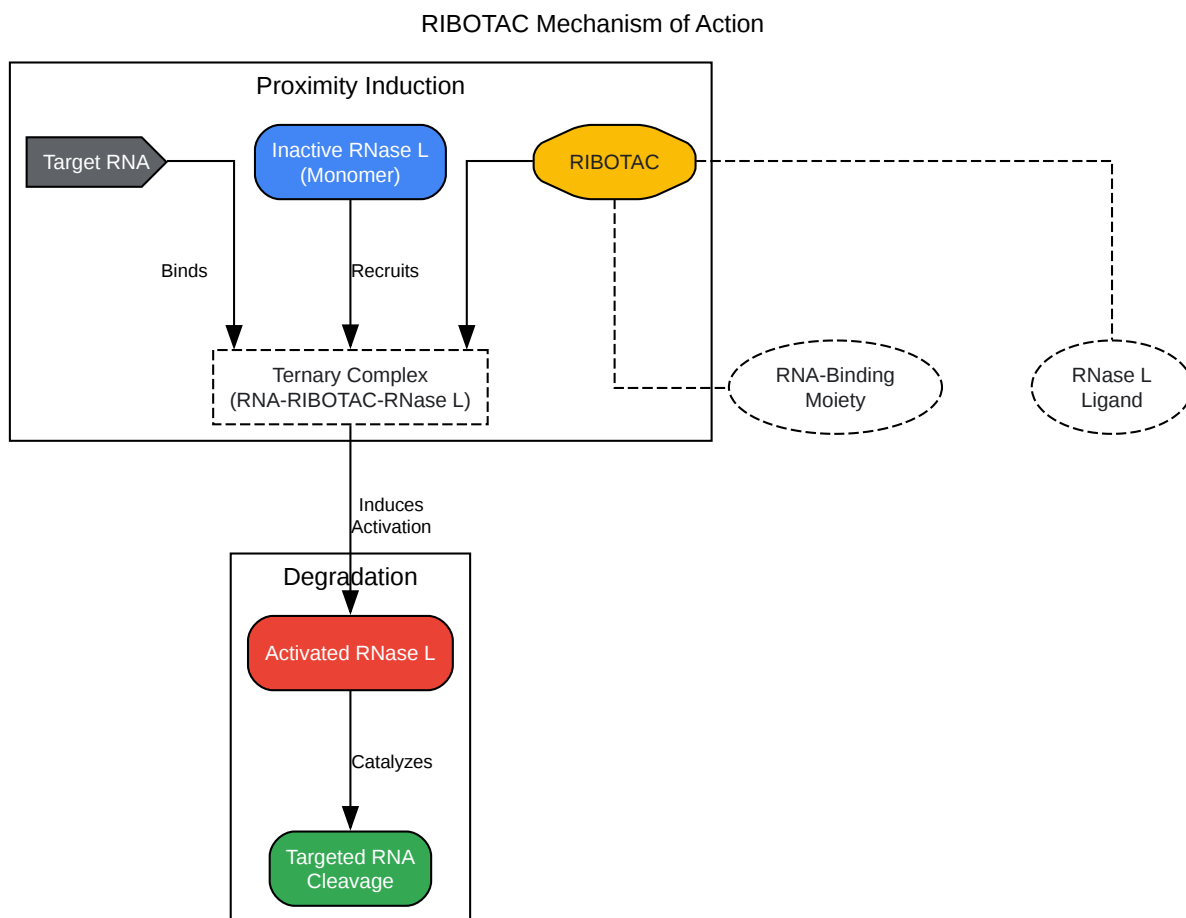 RIBOTAC Mechanism of Action
Proximity Induction
Target RNA
Inactive RNase L
(Monomer)
RIBOTAC
Binds
Recruits
Ternary Complex
(RNA-RIBOTAC-RNase L)
RNA-Binding
Moiety
RNase L
Ligand
Induces
Activation
Degradation
Activated RNase L
Catalyzes
Targeted RNA
Cleavage